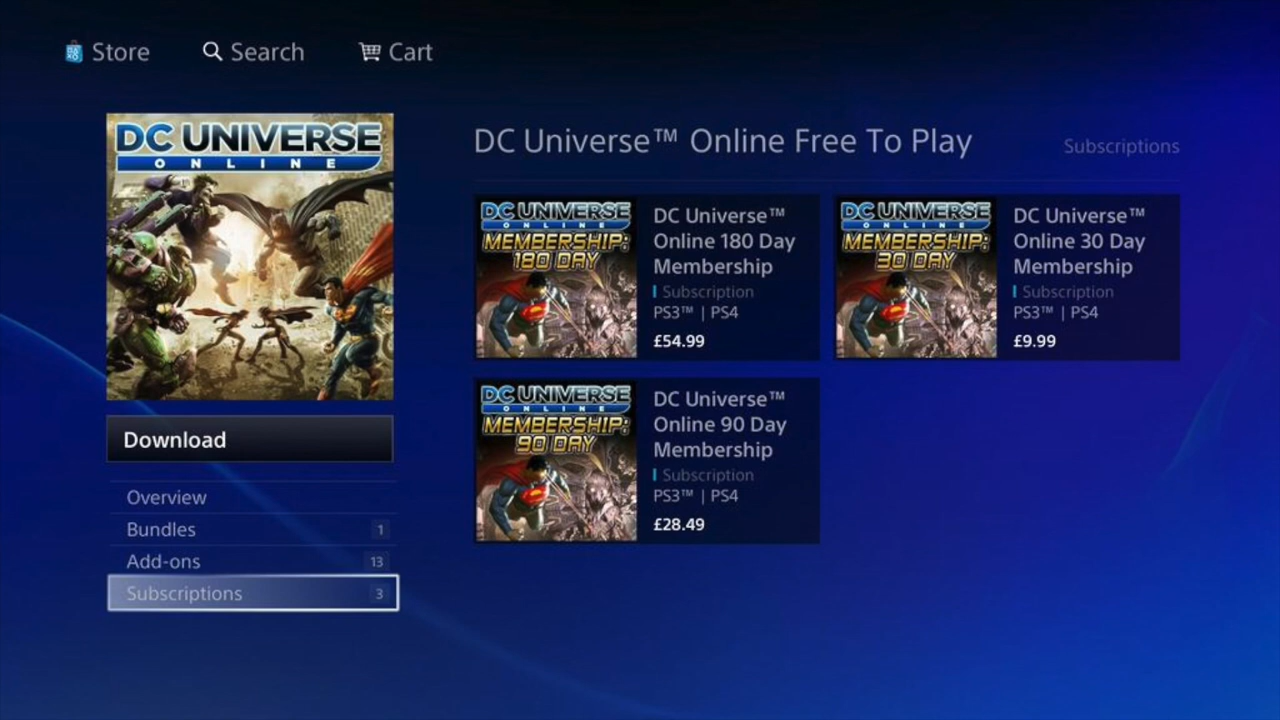 Store
Search
Cart
DC UNIVERSE
ONLINE
Download
Overview
Bundles 1
Add-ons 13
Subscriptions 3
DC Universe™ Online Free To Play
Subscriptions
DC UNIVERSE
ONLINE
MEMBERSHIP:
180 DAY
DC Universe™
Online 180 Day
Membership
Subscription
PS3™ | PS4
£54.99
DC UNIVERSE
ONLINE
MEMBERSHIP:
30 DAY
DC Universe™
Online 30 Day
Membership
Subscription
PS3™ | PS4
£9.99
DC UNIVERSE
ONLINE
MEMBERSHIP:
90 DAY
DC Universe™
Online 90 Day
Membership
Subscription
PS3™ | PS4
£28.49